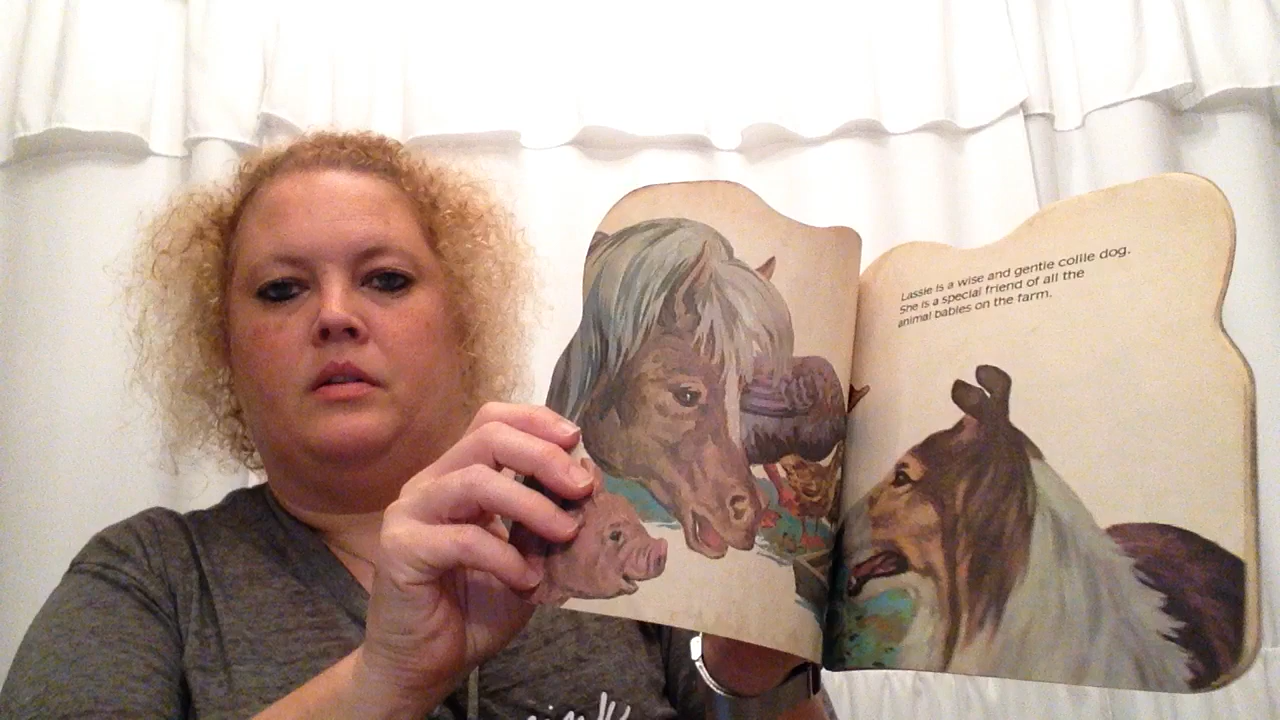 Lassie is a wise and gentle collie dog.
She is a special friend of all the
animal babies on the farm.